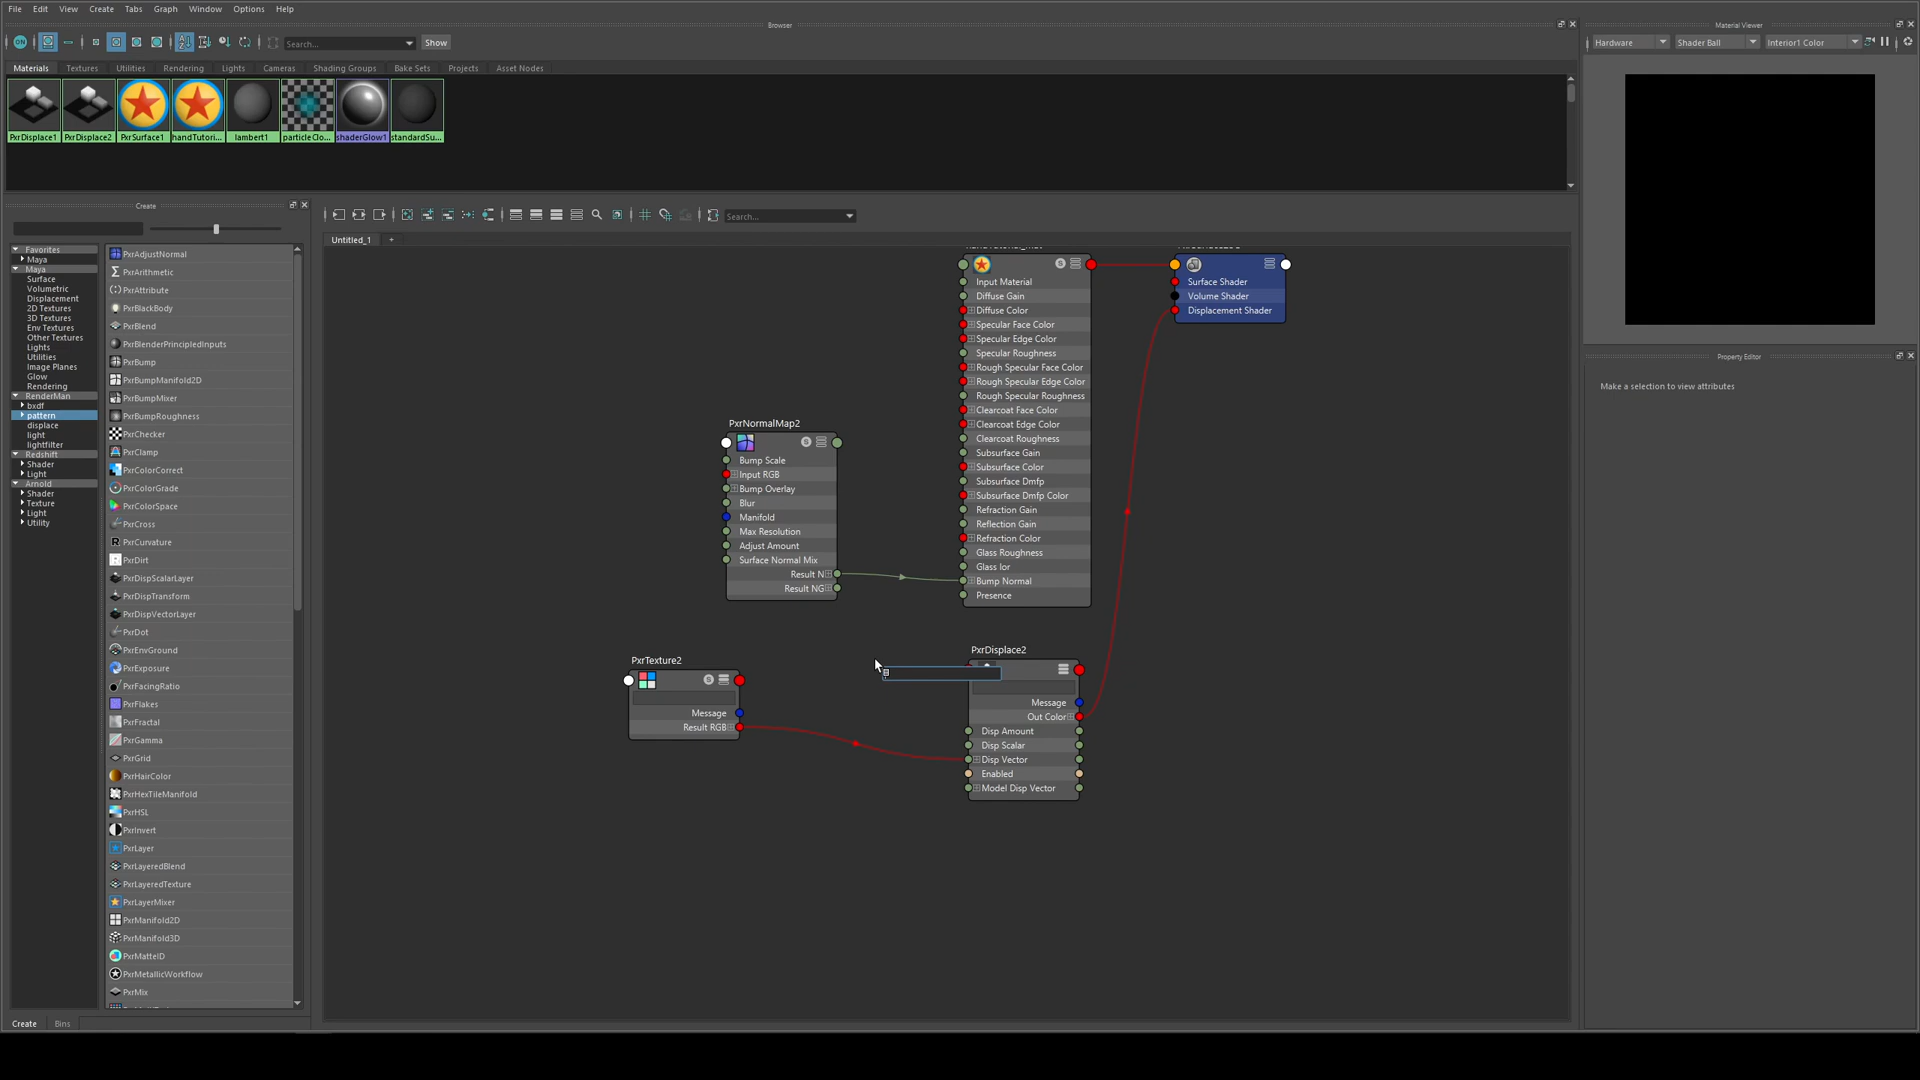 File Edit View Create Tabs Graph Window Options Help
Browser
Material Viewer
Search...
Show
Hardware
Shader Ball
Interior1 Color
Materials Textures Utilities Rendering Lights Cameras Shading Groups Bake Sets Projects Asset Nodes
PxrDisplace1 PxrDisplace2 PxrSurface1 handTutori... lambert1 particleClo... shaderGlow1 standardSu...
Create
Search...
Untitled_1 +
Favorites
Maya
Maya
Surface
Volumetric
Displacement
2D Textures
3D Textures
Env Textures
Other Textures
Lights
Utilities
Image Planes
Glow
Rendering
RenderMan
bxdf
pattern
displace
light
lightfilter
Redshift
Shader
Light
Arnold
Shader
Texture
Light
Utility
PxrAdjustNormal
PxrArithmetic
PxrAttribute
PxrBlackBody
PxrBlend
PxrBlenderPrincipledInputs
PxrBump
PxrBumpManifold2D
PxrBumpMixer
PxrBumpRoughness
PxrChecker
PxrClamp
PxrColorCorrect
PxrColorGrade
PxrColorSpace
PxrCross
PxrCurvature
PxrDirt
PxrDispScalarLayer
PxrDispTransform
PxrDispVectorLayer
PxrDot
PxrEnvGround
PxrExposure
PxrFacingRatio
PxrFlakes
PxrFractal
PxrGamma
PxrGrid
PxrHairColor
PxrHexTileManifold
PxrHSL
PxrInvert
PxrLayer
PxrLayeredBlend
PxrLayeredTexture
PxrLayerMixer
PxrManifold2D
PxrManifold3D
PxrMatteID
PxrMetallicWorkflow
PxrMix
Create Bins
Input Material
Diffuse Gain
Diffuse Color
Specular Face Color
Specular Edge Color
Specular Roughness
Rough Specular Face Color
Rough Specular Edge Color
Rough Specular Roughness
Clearcoat Face Color
Clearcoat Edge Color
Clearcoat Roughness
Subsurface Gain
Subsurface Color
Subsurface Dmfp
Subsurface Dmfp Color
Refraction Gain
Reflection Gain
Refraction Color
Glass Roughness
Glass Ior
Bump Normal
Presence
Surface Shader
Volume Shader
Displacement Shader
PxrNormalMap2
Bump Scale
Input RGB
Bump Overlay
Blur
Manifold
Max Resolution
Adjust Amount
Surface Normal Mix
Result N
Result NG
PxrTexture2
Message
Result RGB
PxrDisplace2
Message
Out Color
Disp Amount
Disp Scalar
Disp Vector
Enabled
Model Disp Vector
Property Editor
Make a selection to view attributes